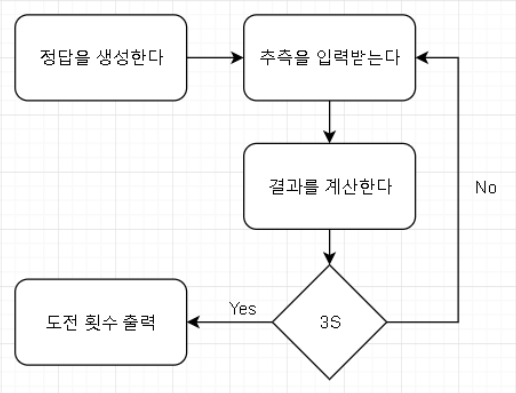 정답을 생성한다
추측을 입력받는다
결과를 계산한다
No
Yes
3S
도전 횟수 출력